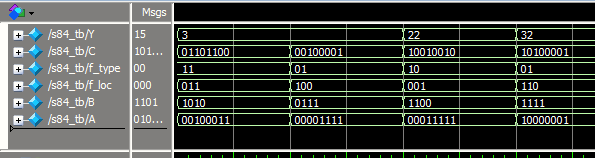 Msgs
/s84_tb/Y 15 3 22 32
/s84_tb/C 101... 01101100 00100001 10010010 10100001
/s84_tb/f_type 00 11 01 10 01
/s84_tb/f_loc 000 011 100 001 110
/s84_tb/B 1101 1010 0111 1100 1111
/s84_tb/A 010... 00100011 00001111 00011111 10000001